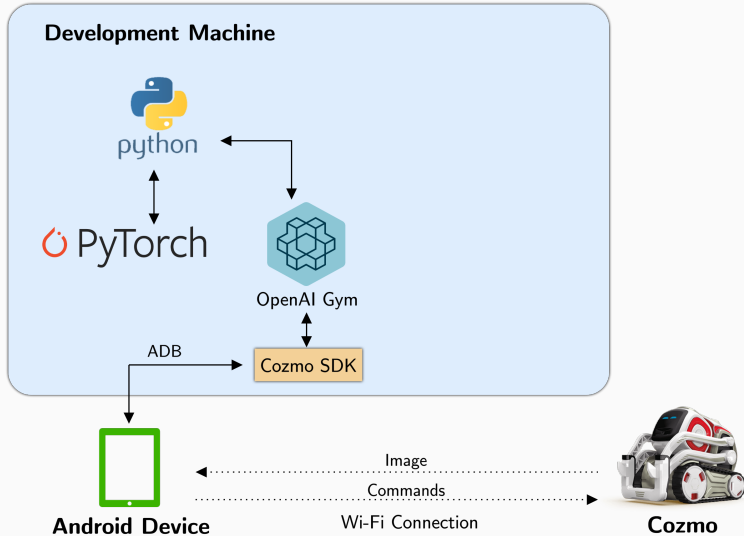 Development Machine
python
PyTorch
OpenAI Gym
ADB
Cozmo SDK
Image
Commands
Android Device
Wi-Fi Connection
Cozmo